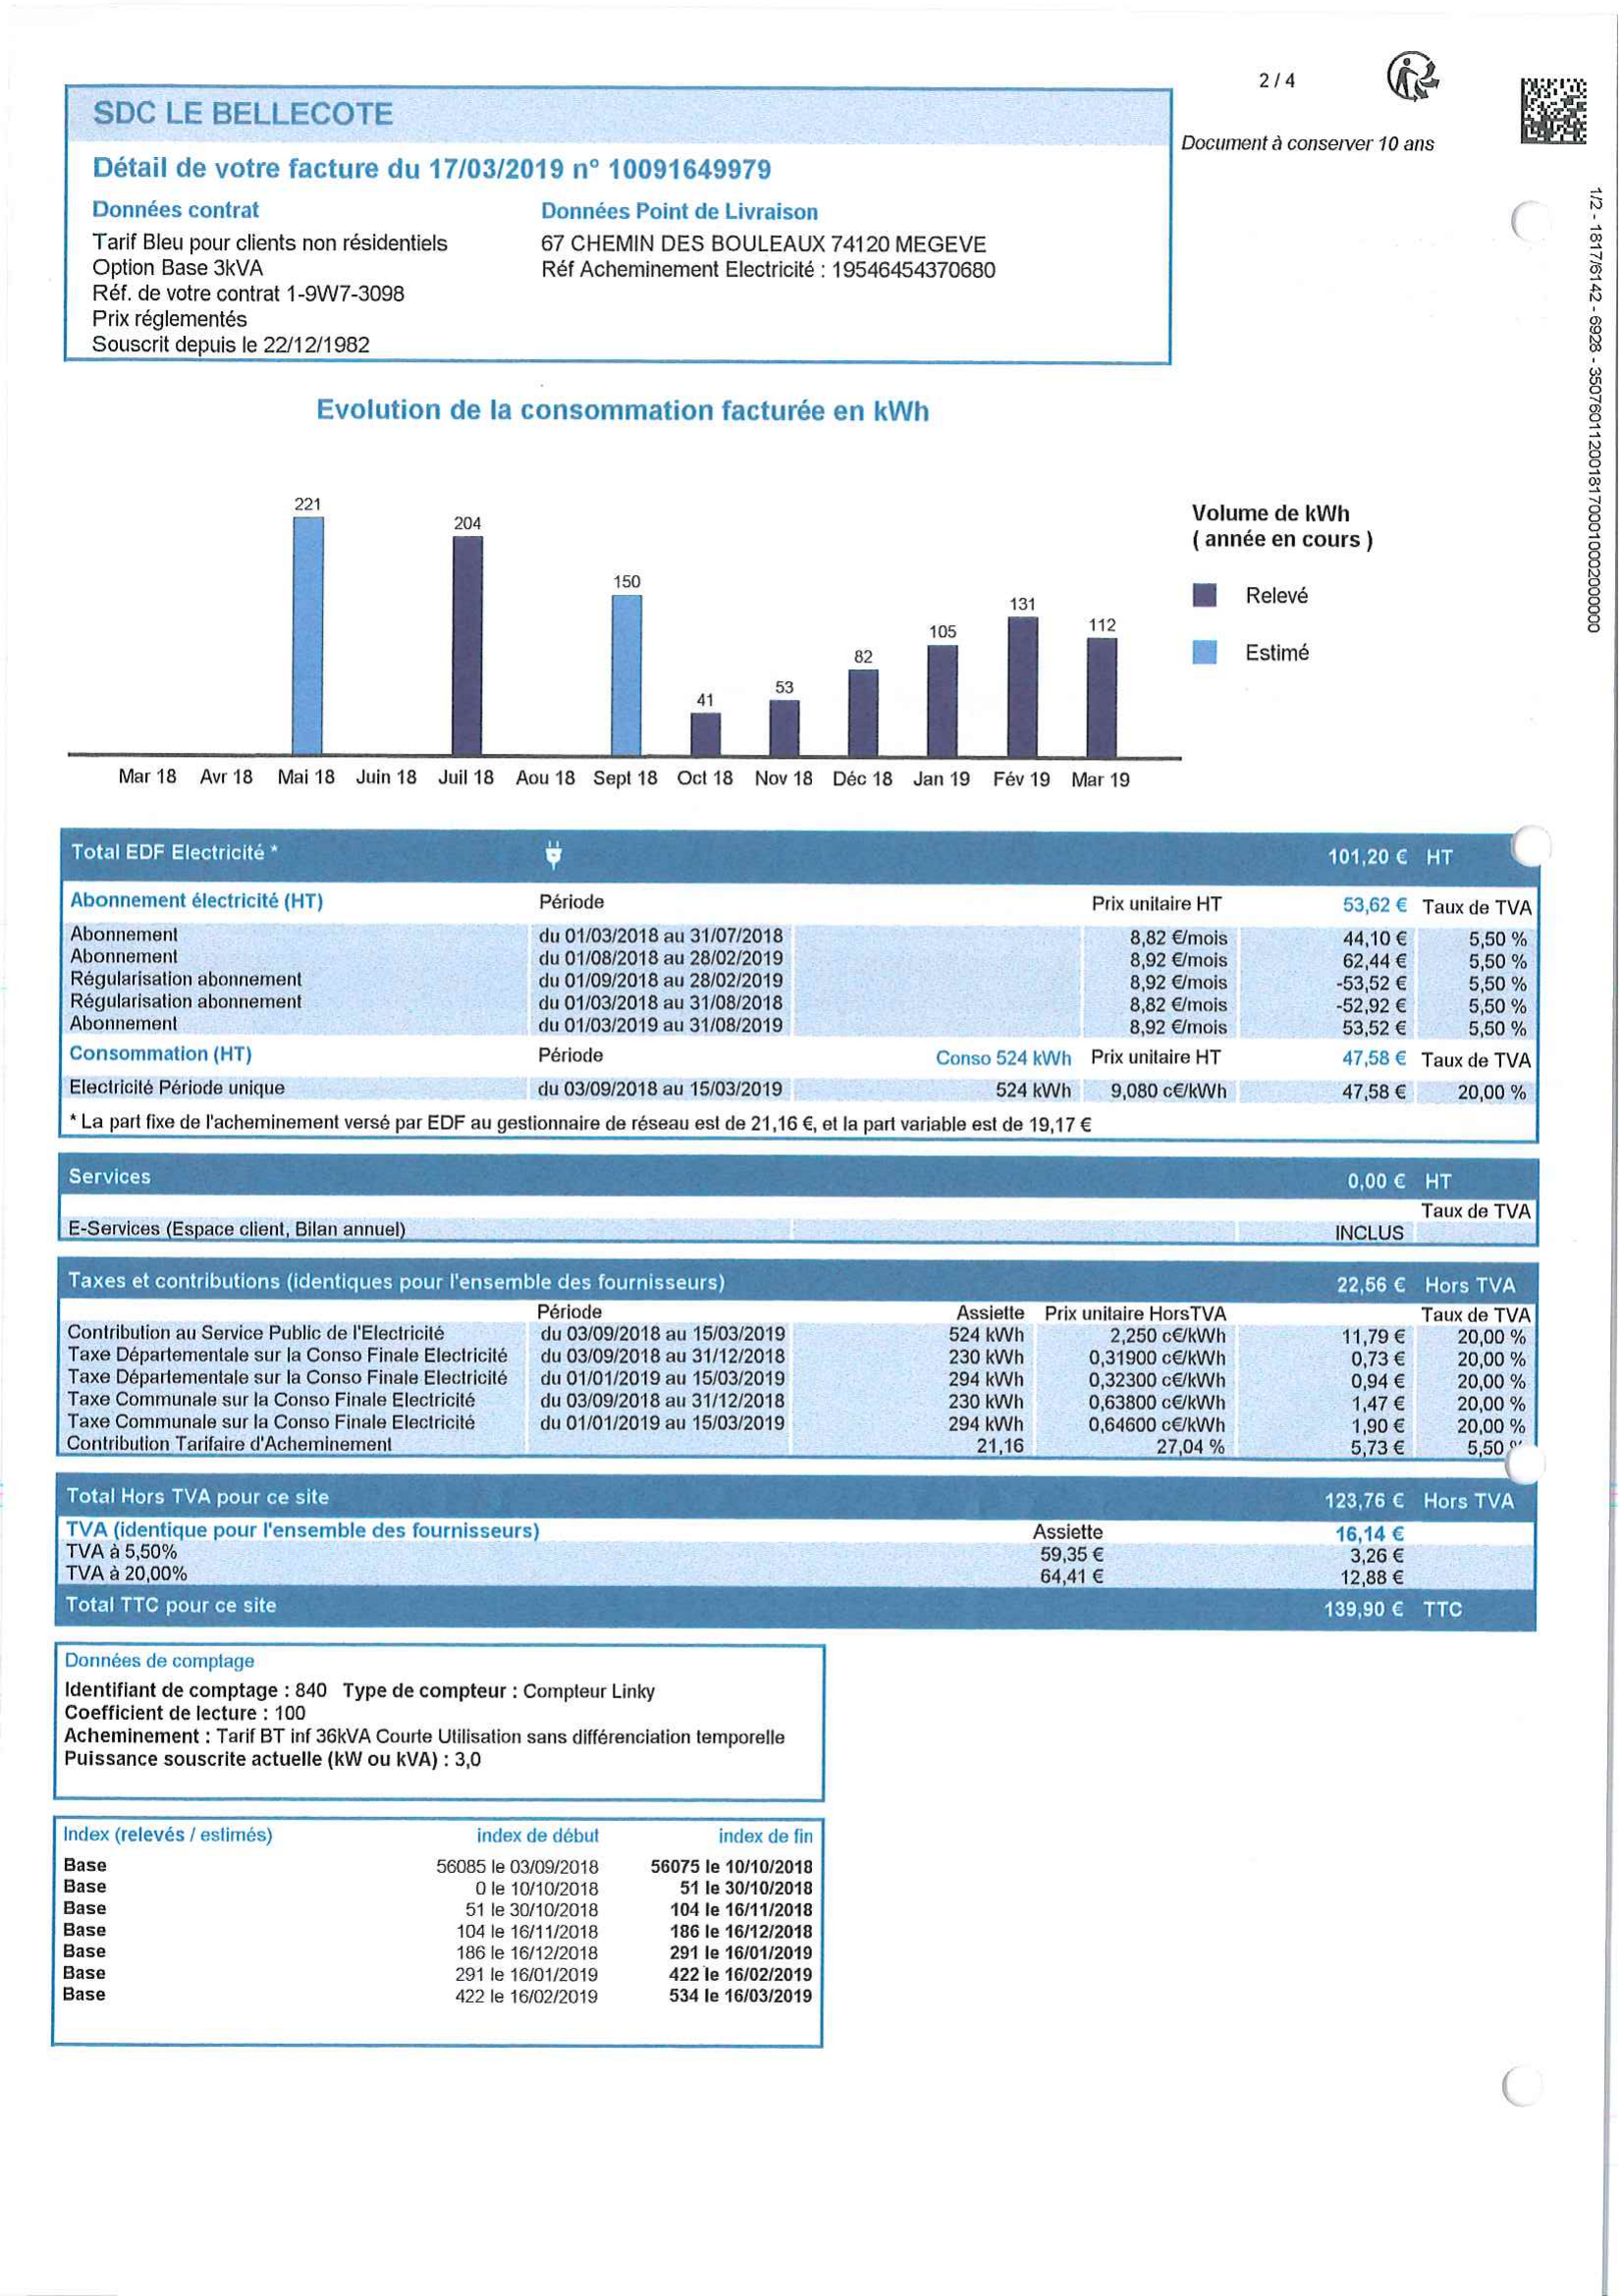 2 / 4
SDC LE BELLECOTE
Document à conserver 10 ans
Détail de votre facture du 17/03/2019 n° 10091649979
Données contrat Données Point de Livraison
Tarif Bleu pour clients non résidentiels 67 CHEMIN DES BOULEAUX 74120 MEGEVE
Option Base 3kVA Réf Acheminement Electricité : 19546454370680
Réf. de votre contrat 1-9W7-3098
Prix réglementés
Souscrit depuis le 22/12/1982
1/2 - 1817/6142 - 6928 - 35076011200181700010002000000
Evolution de la consommation facturée en kWh
221
204
150
41
53
82
105
131
112
Volume de kWh
( année en cours )
Relevé
Estimé
Mar 18 Avr 18 Mai 18 Juin 18 Juil 18 Aou 18 Sept 18 Oct 18 Nov 18 Déc 18 Jan 19 Fév 19 Mar 19
Total EDF Electricité * 101,20 € HT
Abonnement électricité (HT) Période Prix unitaire HT 53,62 € Taux de TVA
Abonnement du 01/03/2018 au 31/07/2018 8,82 €/mois 44,10 € 5,50 %
Abonnement du 01/08/2018 au 28/02/2019 8,92 €/mois 62,44 € 5,50 %
Régularisation abonnement du 01/09/2018 au 28/02/2019 8,92 €/mois -53,52 € 5,50 %
Régularisation abonnement du 01/03/2018 au 31/08/2018 8,82 €/mois -52,92 € 5,50 %
Abonnement du 01/03/2019 au 31/08/2019 8,92 €/mois 53,52 € 5,50 %
Consommation (HT) Période Conso 524 kWh Prix unitaire HT 47,58 € Taux de TVA
Electricité Période unique du 03/09/2018 au 15/03/2019 524 kWh 9,080 c€/kWh 47,58 € 20,00 %
* La part fixe de l'acheminement versé par EDF au gestionnaire de réseau est de 21,16 €, et la part variable est de 19,17 €
Services 0,00 € HT
Taux de TVA
E-Services (Espace client, Bilan annuel) INCLUS
Taxes et contributions (identiques pour l'ensemble des fournisseurs) 22,56 € Hors TVA
Période Assiette Prix unitaire HorsTVA Taux de TVA
Contribution au Service Public de l'Electricité du 03/09/2018 au 15/03/2019 524 kWh 2,250 c€/kWh 11,79 € 20,00 %
Taxe Départementale sur la Conso Finale Electricité du 03/09/2018 au 31/12/2018 230 kWh 0,31900 c€/kWh 0,73 € 20,00 %
Taxe Départementale sur la Conso Finale Electricité du 01/01/2019 au 15/03/2019 294 kWh 0,32300 c€/kWh 0,94 € 20,00 %
Taxe Communale sur la Conso Finale Electricité du 03/09/2018 au 31/12/2018 230 kWh 0,63800 c€/kWh 1,47 € 20,00 %
Taxe Communale sur la Conso Finale Electricité du 01/01/2019 au 15/03/2019 294 kWh 0,64600 c€/kWh 1,90 € 20,00 %
Contribution Tarifaire d'Acheminement 21,16 27,04 % 5,73 € 5,50 %
Total Hors TVA pour ce site 123,76 € Hors TVA
TVA (identique pour l'ensemble des fournisseurs) Assiette 16,14 €
TVA à 5,50% 59,35 € 3,26 €
TVA à 20,00% 64,41 € 12,88 €
Total TTC pour ce site 139,90 € TTC
Données de comptage
Identifiant de comptage : 840 Type de compteur : Compteur Linky
Coefficient de lecture : 100
Acheminement : Tarif BT inf 36kVA Courte Utilisation sans différenciation temporelle
Puissance souscrite actuelle (kW ou kVA) : 3,0
Index (relevés / estimés) index de début index de fin
Base 56085 le 03/09/2018 56075 le 10/10/2018
Base 0 le 10/10/2018 51 le 30/10/2018
Base 51 le 30/10/2018 104 le 16/11/2018
Base 104 le 16/11/2018 186 le 16/12/2018
Base 186 le 16/12/2018 291 le 16/01/2019
Base 291 le 16/01/2019 422 le 16/02/2019
Base 422 le 16/02/2019 534 le 16/03/2019